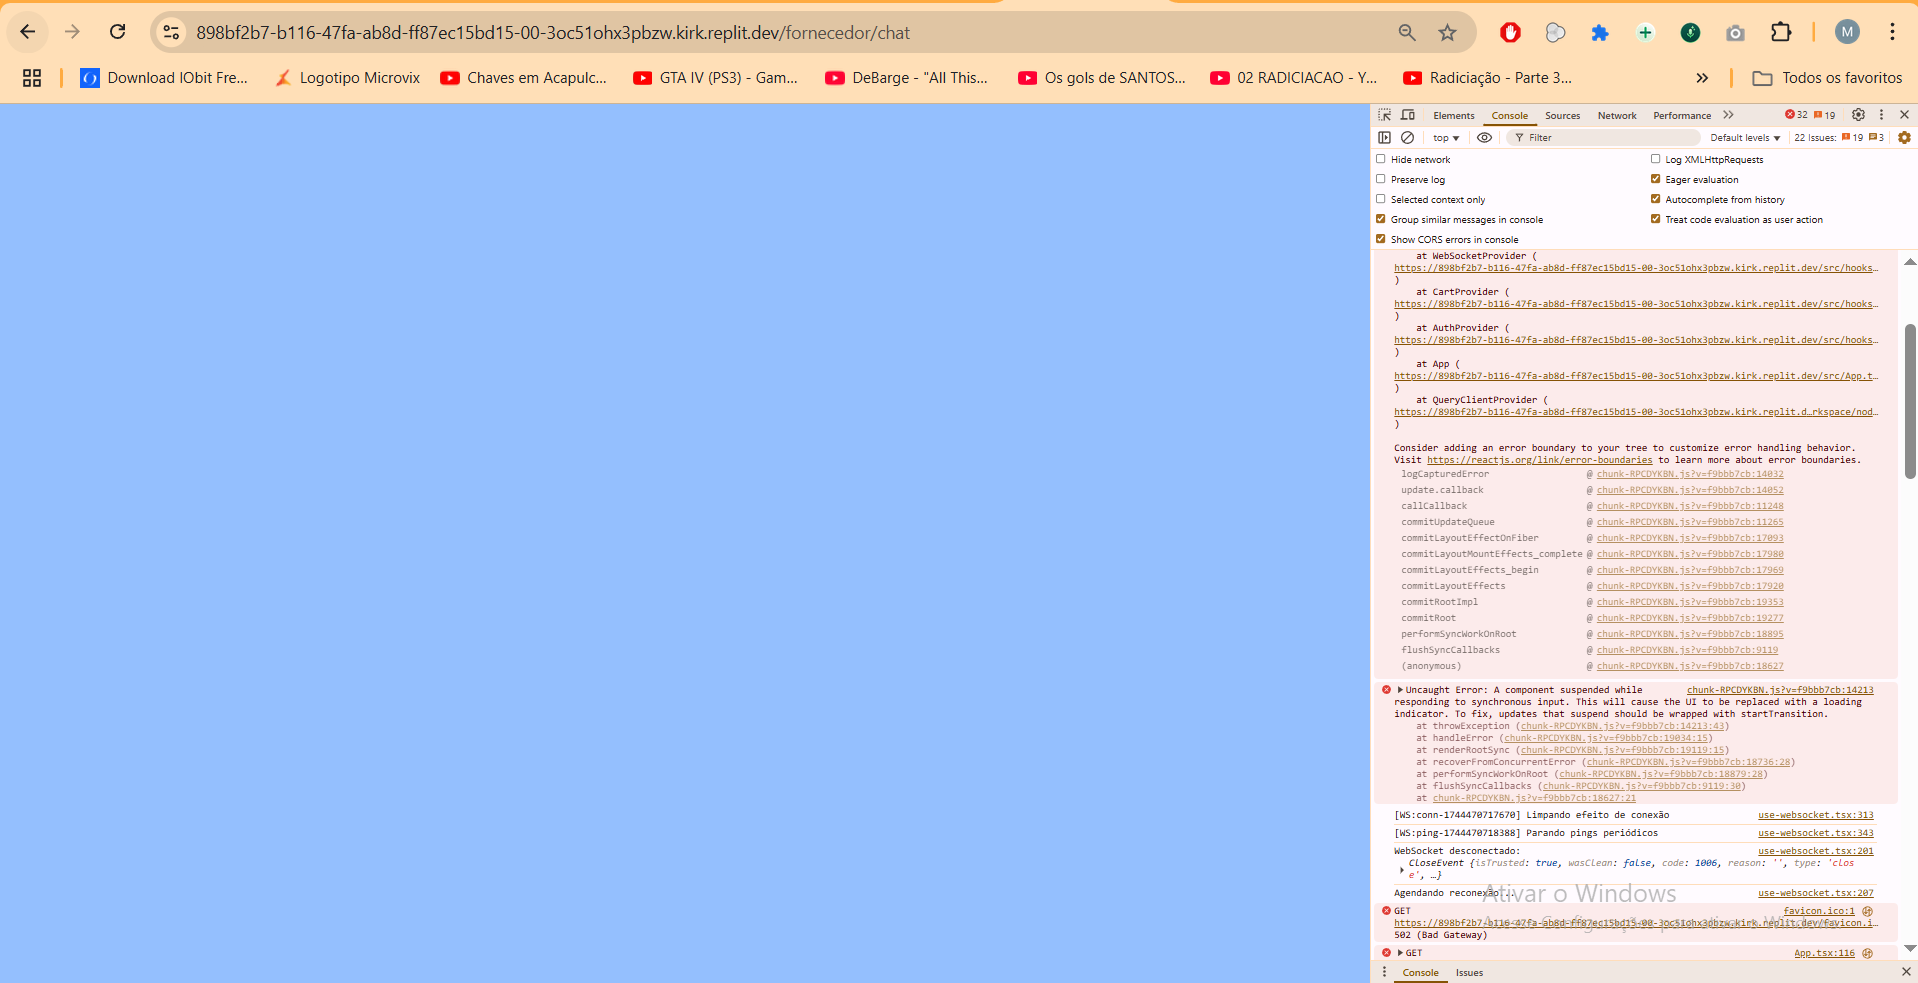 898bf2b7-b116-47fa-ab8d-ff87ec15bd15-00-3oc51ohx3pbzw.kirk.replit.dev/fornecedor/chat
M
Download IObit Fre...
Logotipo Microvix
Chaves em Acapulc...
GTA IV (PS3) - Gam...
DeBarge - "All This...
Os gols de SANTOS...
02 RADICIACAO - Y...
Radiciação - Parte 3...
Todos os favoritos
Elements Console Sources Network Performance 32 19
top Filter Default levels 22 Issues: 19 3
Hide network Log XMLHttpRequests
Preserve log Eager evaluation
Selected context only Autocomplete from history
Group similar messages in console Treat code evaluation as user action
Show CORS errors in console
at WebSocketProvider (
https://898bf2b7-b116-47fa-ab8d-ff87ec15bd15-00-3oc51ohx3pbzw.kirk.replit.dev/src/hooks…
)
at CartProvider (
https://898bf2b7-b116-47fa-ab8d-ff87ec15bd15-00-3oc51ohx3pbzw.kirk.replit.dev/src/hooks…
)
at AuthProvider (
https://898bf2b7-b116-47fa-ab8d-ff87ec15bd15-00-3oc51ohx3pbzw.kirk.replit.dev/src/hooks…
)
at App (
https://898bf2b7-b116-47fa-ab8d-ff87ec15bd15-00-3oc51ohx3pbzw.kirk.replit.dev/src/App.t…
)
at QueryClientProvider (
https://898bf2b7-b116-47fa-ab8d-ff87ec15bd15-00-3oc51ohx3pbzw.kirk.replit.d…rkspace/nod…
)
Consider adding an error boundary to your tree to customize error handling behavior.
Visit https://reactjs.org/link/error-boundaries to learn more about error boundaries.
logCapturedError @ chunk-RPCDYKBN.js?v=f9bbb7cb:14032
update.callback @ chunk-RPCDYKBN.js?v=f9bbb7cb:14052
callCallback @ chunk-RPCDYKBN.js?v=f9bbb7cb:11248
commitUpdateQueue @ chunk-RPCDYKBN.js?v=f9bbb7cb:11265
commitLayoutEffectOnFiber @ chunk-RPCDYKBN.js?v=f9bbb7cb:17093
commitLayoutMountEffects_complete @ chunk-RPCDYKBN.js?v=f9bbb7cb:17980
commitLayoutEffects_begin @ chunk-RPCDYKBN.js?v=f9bbb7cb:17969
commitLayoutEffects @ chunk-RPCDYKBN.js?v=f9bbb7cb:17920
commitRootImpl @ chunk-RPCDYKBN.js?v=f9bbb7cb:19353
commitRoot @ chunk-RPCDYKBN.js?v=f9bbb7cb:19277
performSyncWorkOnRoot @ chunk-RPCDYKBN.js?v=f9bbb7cb:18895
flushSyncCallbacks @ chunk-RPCDYKBN.js?v=f9bbb7cb:9119
(anonymous) @ chunk-RPCDYKBN.js?v=f9bbb7cb:18627
Uncaught Error: A component suspended while chunk-RPCDYKBN.js?v=f9bbb7cb:14213
responding to synchronous input. This will cause the UI to be replaced with a loading
indicator. To fix, updates that suspend should be wrapped with startTransition.
at throwException (chunk-RPCDYKBN.js?v=f9bbb7cb:14213:43)
at handleError (chunk-RPCDYKBN.js?v=f9bbb7cb:19034:15)
at renderRootSync (chunk-RPCDYKBN.js?v=f9bbb7cb:19119:15)
at recoverFromConcurrentError (chunk-RPCDYKBN.js?v=f9bbb7cb:18736:28)
at performSyncWorkOnRoot (chunk-RPCDYKBN.js?v=f9bbb7cb:18879:28)
at flushSyncCallbacks (chunk-RPCDYKBN.js?v=f9bbb7cb:9119:30)
at chunk-RPCDYKBN.js?v=f9bbb7cb:18627:21
[WS:conn-1744470717670] Limpando efeito de conexão use-websocket.tsx:313
[WS:ping-1744470718388] Parando pings periódicos use-websocket.tsx:343
WebSocket desconectado: use-websocket.tsx:201
CloseEvent {isTrusted: true, wasClean: false, code: 1006, reason: '', type: 'clos
e', …}
Agendando reconexão... use-websocket.tsx:207
Ativar o Windows
GET favicon.ico:1
https://898bf2b7-b116-47fa-ab8d-ff87ec15bd15-00-3oc51ohx3pbzw.kirk.replit.dev/favicon.i…
Acesse Configurações para ativar o Windows.
502 (Bad Gateway)
GET App.tsx:116
Console Issues